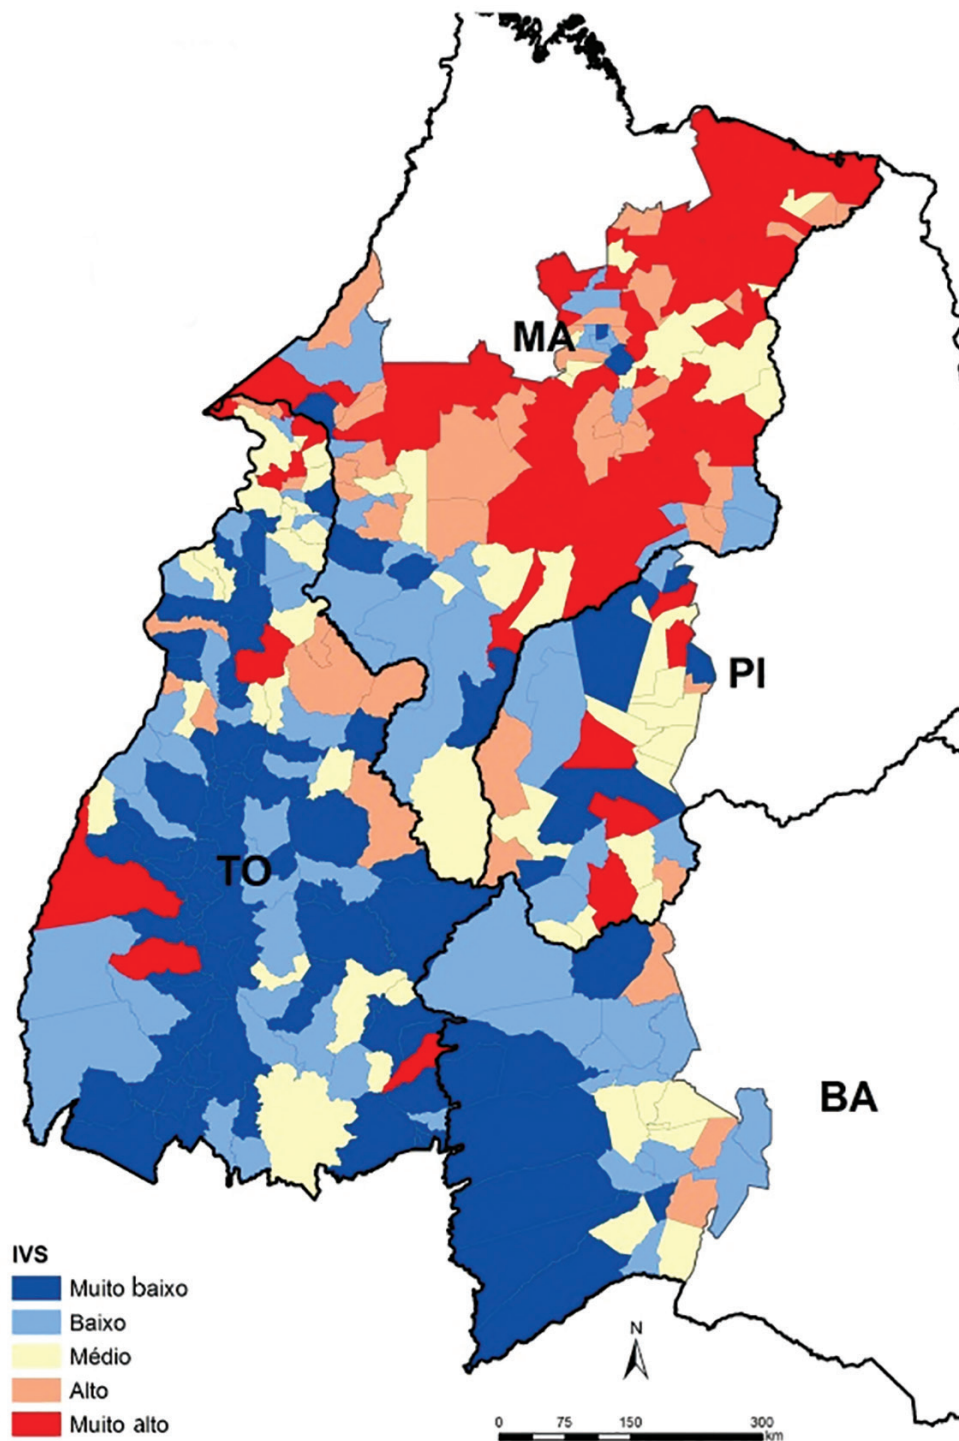 MA
PI
TO
BA
IVS
Muito baixo
Baixo
Médio
Alto
Muito alto
N
0 75 150 300
km